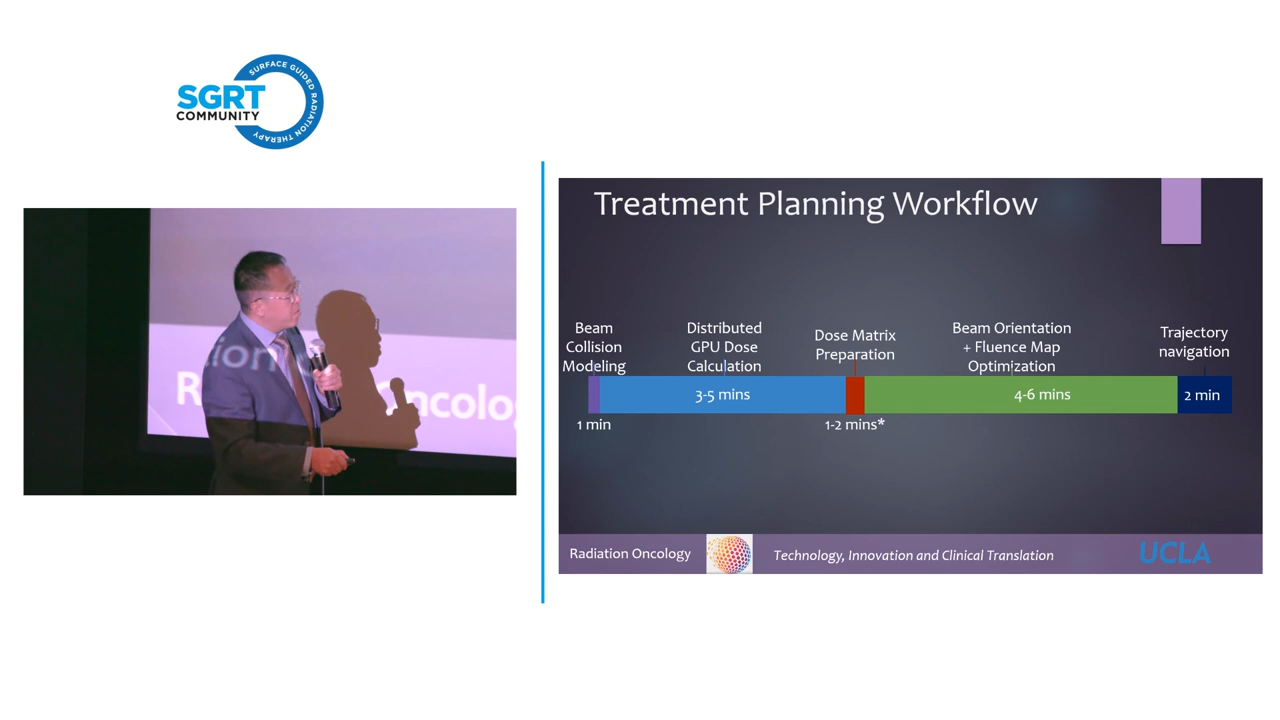 SURFACE GUIDED RADIATION THERAPY
SGRT
COMMUNITY
ion
R
ncolo
Treatment Planning Workflow
Beam
Collision
Modeling
Distributed
GPU Dose
Calculation
Dose Matrix
Preparation
Beam Orientation
+ Fluence Map
Optimization
Trajectory
navigation
3-5 mins
4-6 mins
2 min
1 min
1-2 mins*
Radiation Oncology
Technology, Innovation and Clinical Translation
UCLA